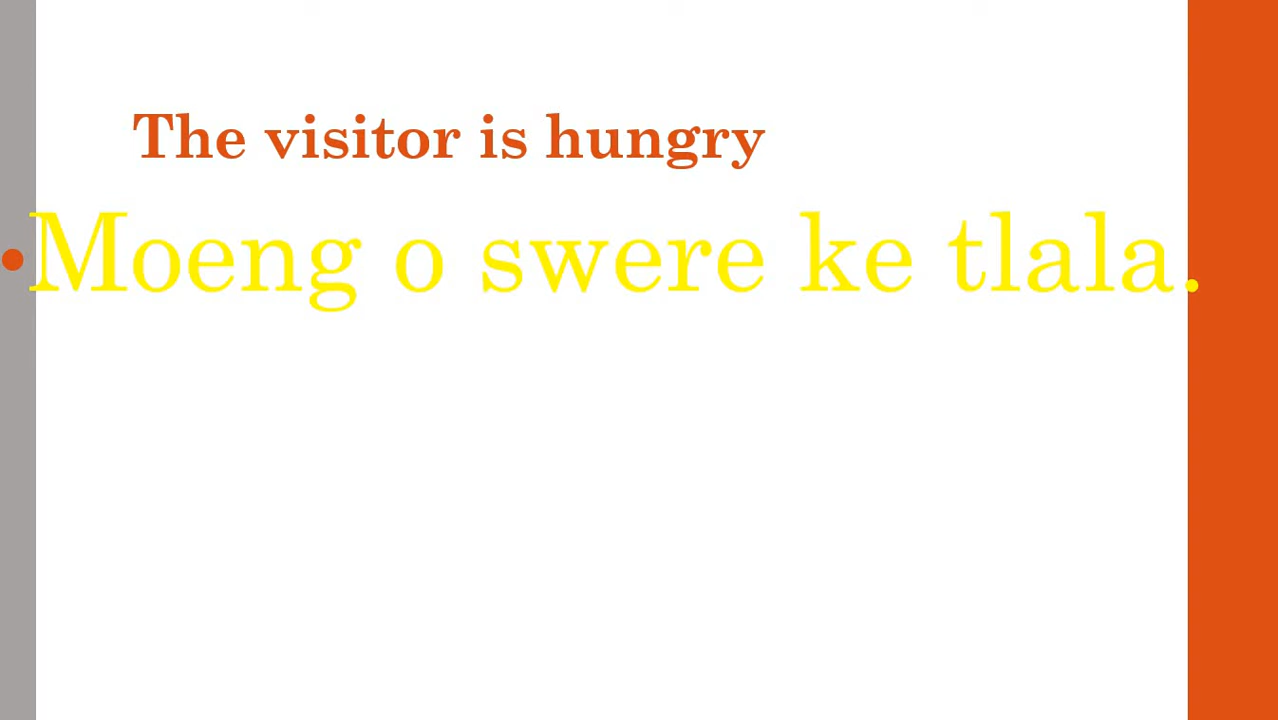 The visitor is hungry
•Moeng o swere ke tlala.